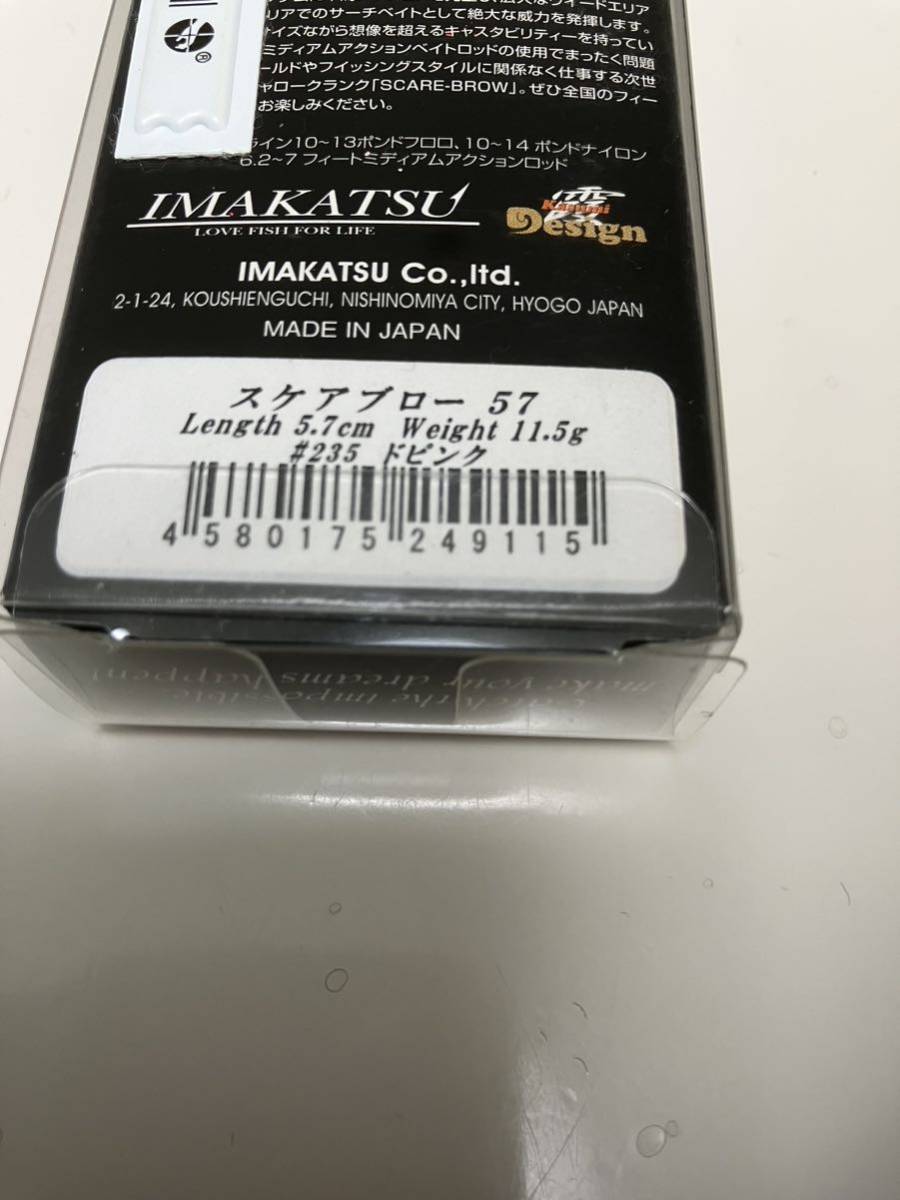 リアでのサーチベイトとして絶大な威力を発揮します。
イズながら想像を超えるキャスタビリティーを持ってい
ミディアムアクションベイトロッドの使用でまったく問題
ールドやフィッシングスタイルに関係なく仕事する次世
ャロークランク「SCARE-BROW」。ぜひ全国のフィー
お楽しみください。
ライン10~13ポンドフロロ、10~14 ポンドナイロン
6.2~7 フィートミディアムアクションロッド
IMAKATSU
LOVE FISH FOR LIFE
霞
Kasumi
Design
IMAKATSU Co.,ltd.
2-1-24, KOUSHIENGUCHI, NISHINOMIYA CITY, HYOGO JAPAN
MADE IN JAPAN
スケアブロー 57
Length 5.7cm Weight 11.5g
#235 ドピンク
4 580175 249115
Catch the impossible
make your dreams happen!